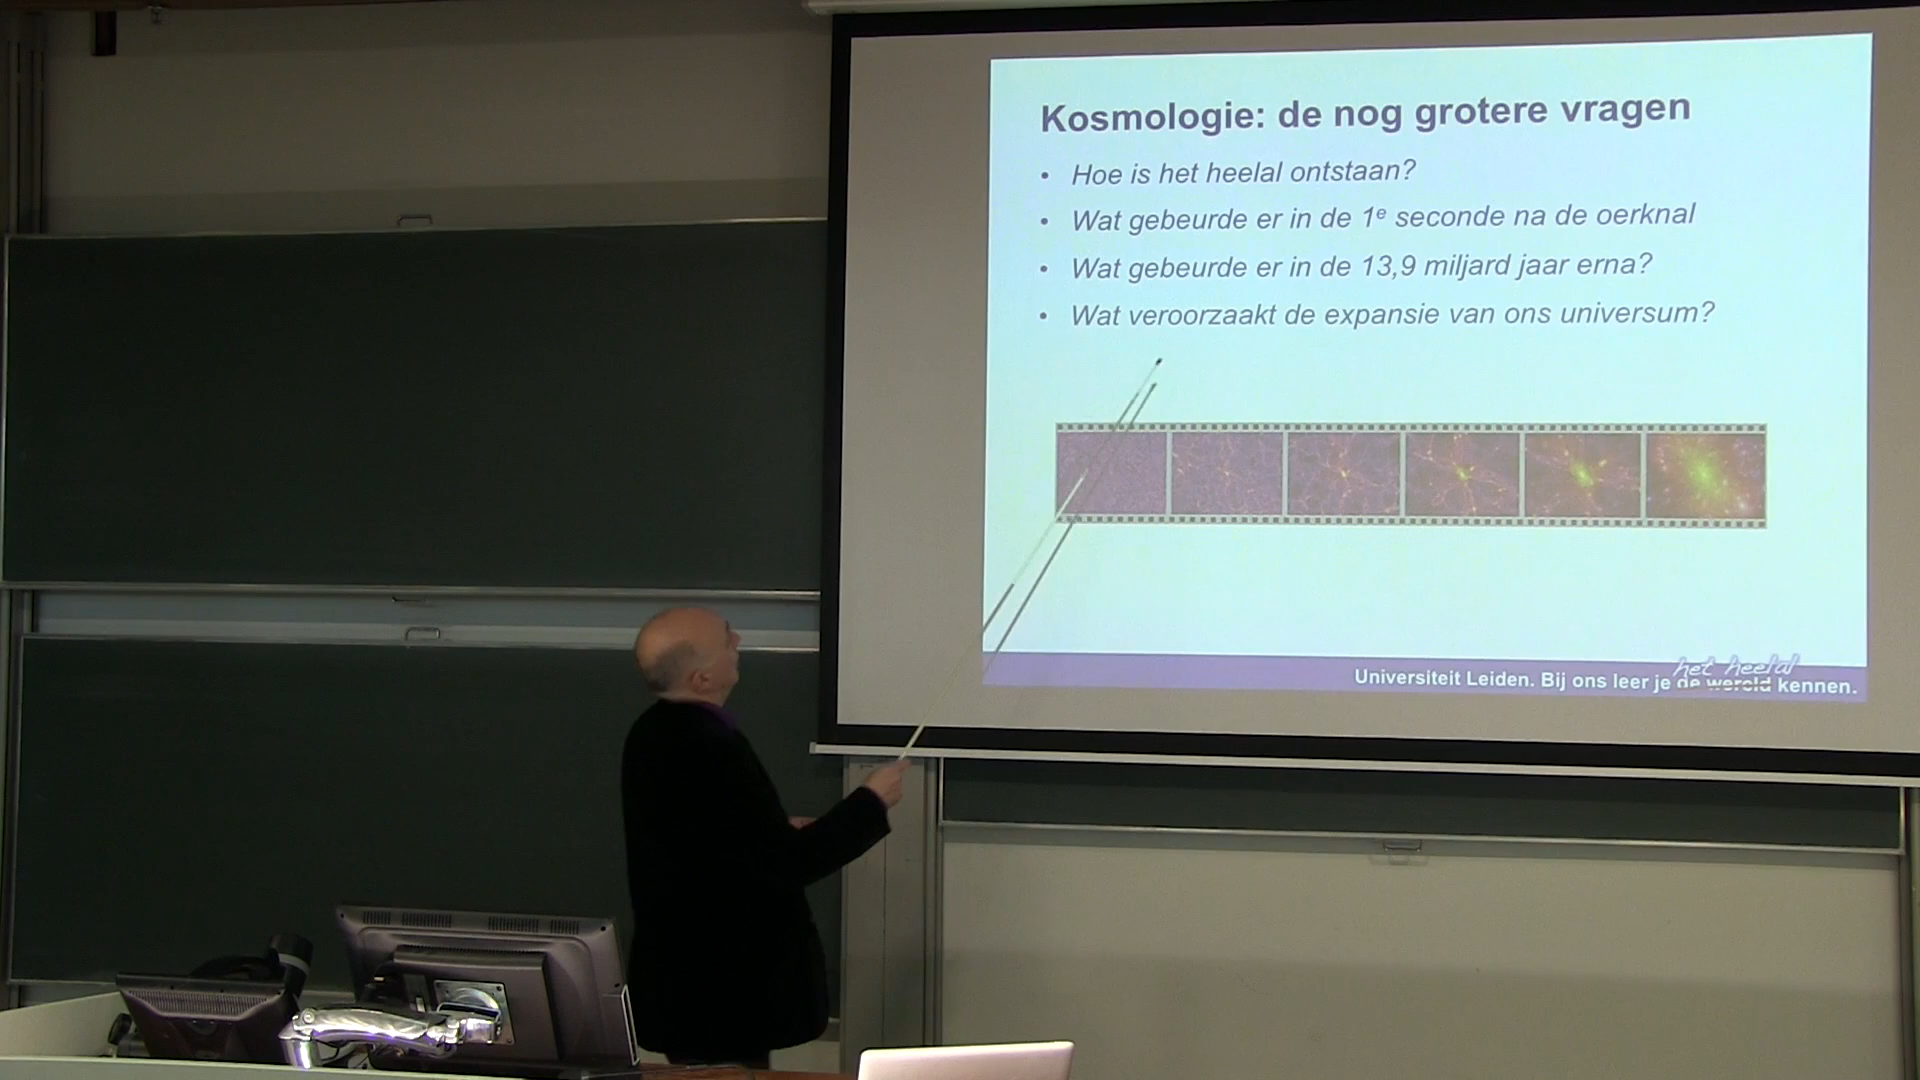 Kosmologie: de nog grotere vragen
• Hoe is het heelal ontstaan?
• Wat gebeurde er in de 1e seconde na de oerknal
• Wat gebeurde er in de 13,9 miljard jaar erna?
• Wat veroorzaakt de expansie van ons universum?
het heelal
Universiteit Leiden. Bij ons leer je de wereld kennen.